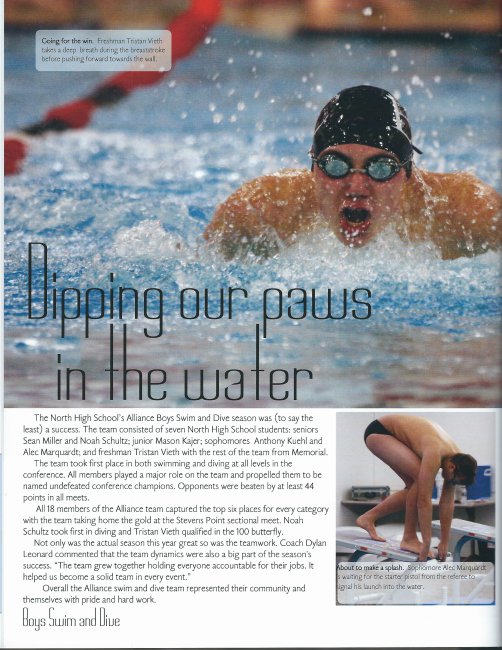 Going for the win. Freshman Tristan Vieth
takes a deep breath during the breaststroke
before pushing forward towards the wall.
Dipping our paws
in the water
The North High School's Alliance Boys Swim and Dive season was (to say the
least) a success. The team consisted of seven North High School students: seniors
Sean Miller and Noah Schultz; junior Mason Kajer; sophomores Anthony Kuehl and
Alec Marquardt; and freshman Tristan Vieth with the rest of the team from Memorial.
The team took first place in both swimming and diving at all levels in the
conference. All members played a major role on the team and propelled them to be
named undefeated conference champions. Opponents were beaten by at least 44
points in all meets.
All 18 members of the Alliance team captured the top six places for every category
with the team taking home the gold at the Stevens Point sectional meet. Noah
Schultz took first in diving and Tristan Vieth qualified in the 100 butterfly.
Not only was the actual season this year great so was the teamwork. Coach Dylan
Leonard commented that the team dynamics were also a big part of the season's
success. "The team grew together holding everyone accountable for their jobs. It
helped us become a solid team in every event."
Overall the Alliance swim and dive team represented their community and
themselves with pride and hard work.
About to make a splash. Sophomore Alec Marquardt
is waiting for the starter pistol from the referee to
signal his launch into the water.
Boys Swim and Dive